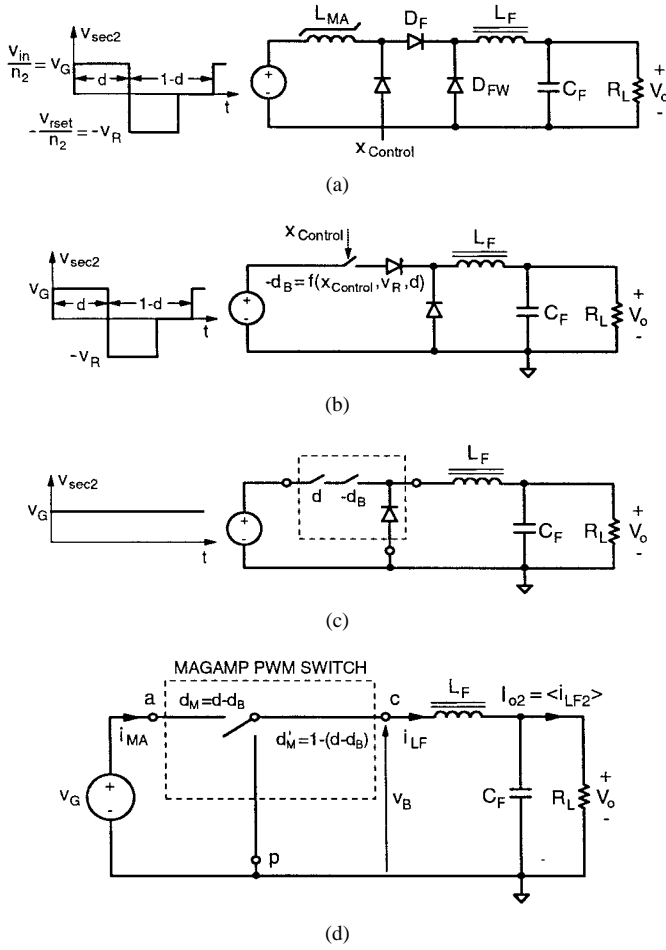 v_sec2
v_in/n_2 = v_G
d
1-d
t
-v_rset/n_2 = -v_R
L_MA
D_F
L_F
D_FW
C_F
R_L
+
V_o
-
+
-
x_Control
(a)
v_sec2
v_G
d
1-d
t
-v_R
x_Control
-d_B = f(x_Control, v_R, d)
L_F
+
-
C_F
R_L
+
V_o
-
(b)
v_sec2
v_G
t
d
-d_B
L_F
+
-
C_F
R_L
+
V_o
-
(c)
MAGAMP PWM SWITCH
a
d_M=d-d_B
c
L_F
I_o2 = <i_LF2>
i_MA
d'_M=1-(d-d_B)
i_LF
v_G
+
-
v_B
C_F
R_L
+
V_o
-
p
(d)